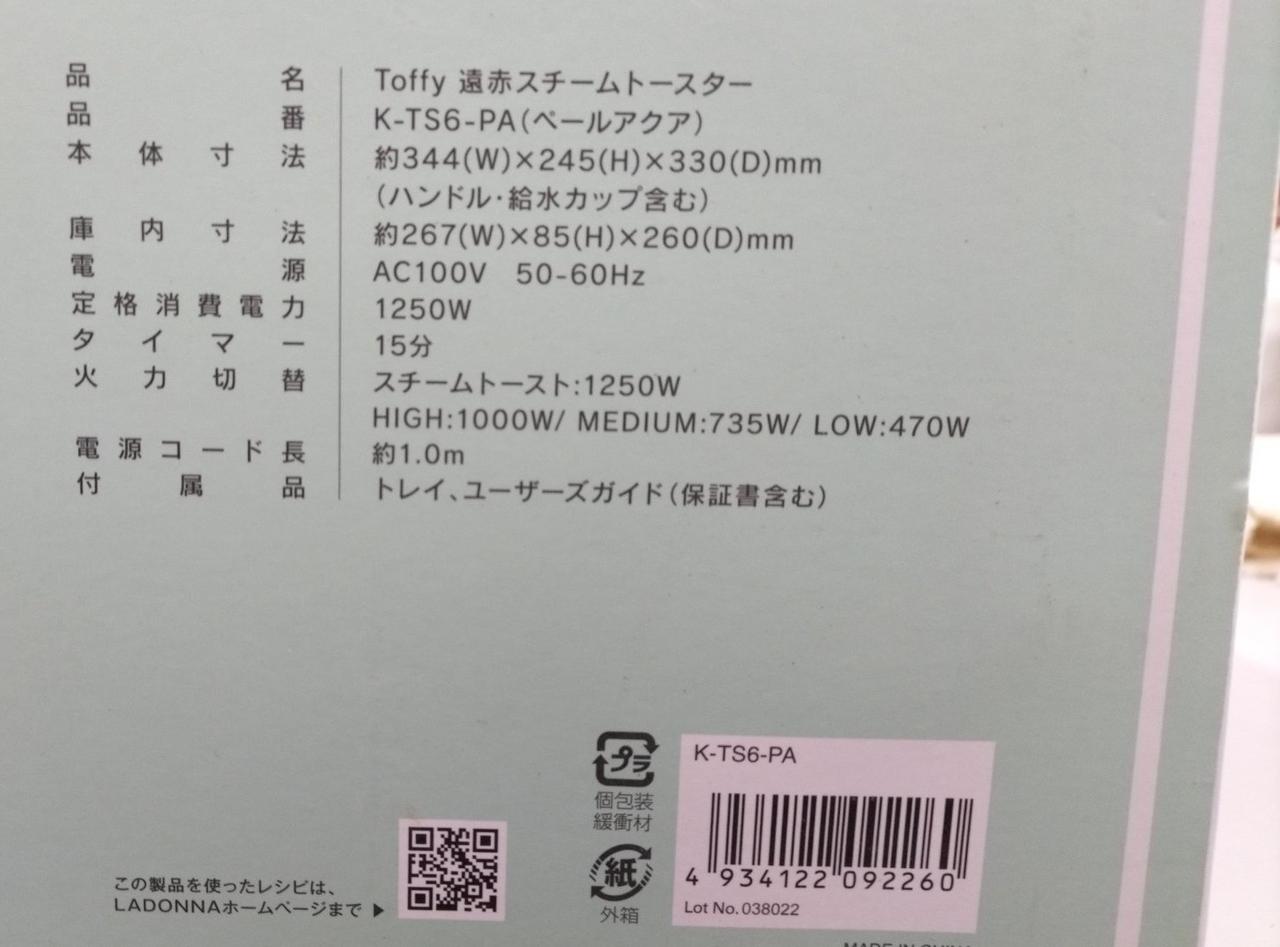 品名 Toffy 遠赤スチームトースター
品番 K-TS6-PA(ペールアクア)
本体寸法 約344(W)×245(H)×330(D)mm
(ハンドル・給水カップ含む)
庫内寸法 約267(W)×85(H)×260(D)mm
電源 AC100V 50-60Hz
定格消費電力 1250W
タイマー 15分
火力切替 スチームトースト:1250W
HIGH:1000W/ MEDIUM:735W/ LOW:470W
電源コード長 約1.0m
付属品 トレイ、ユーザーズガイド(保証書含む)
プラ
個包装
緩衝材
紙
外箱
K-TS6-PA
4 934122 092260
Lot No. 038022
この製品を使ったレシピは、
LADONNAホームページまで ▶
MADE IN CHINA